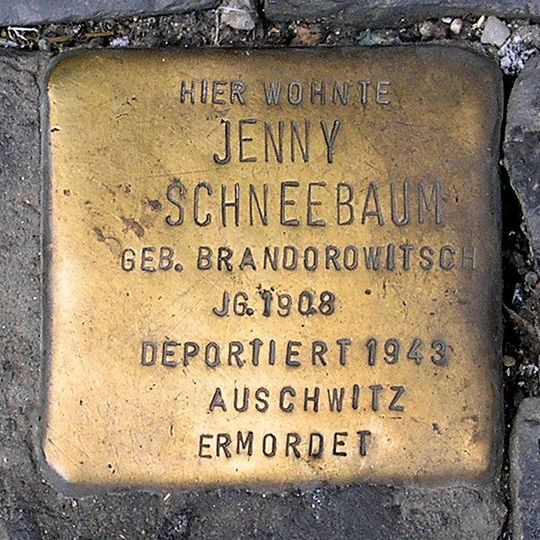 HIER WOHNTE
JENNY
SCHNEEBAUM
GEB. BRANDOROWITSCH
JG. 1908
DEPORTIERT 1943
AUSCHWITZ
ERMORDET